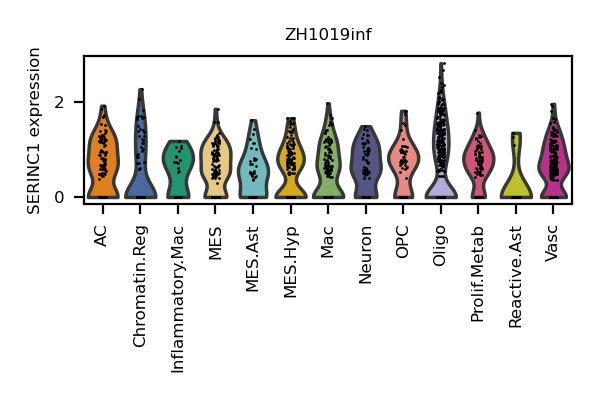 ZH1019inf
SERINC1 expression
2
0
AC
Chromatin.Reg
Inflammatory.Mac
MES
MES.Ast
MES.Hyp
Mac
Neuron
OPC
Oligo
Prolif.Metab
Reactive.Ast
Vasc